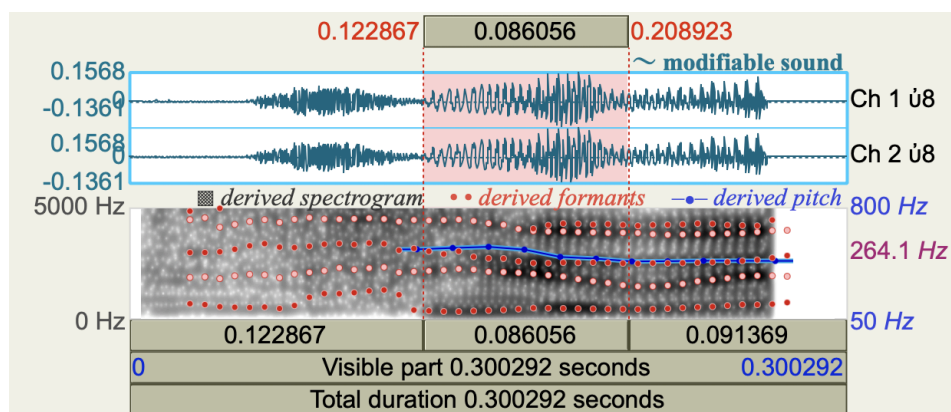 0.122867 0.086056 0.208923
~ modifiable sound
0.1568
0
-0.1361
Ch 1 ủ8
0.1568
0
-0.1361
Ch 2 ủ8
derived spectrogram derived formants derived pitch
5000 Hz 800 Hz
264.1 Hz
0 Hz 50 Hz
0.122867 0.086056 0.091369
0 Visible part 0.300292 seconds 0.300292
Total duration 0.300292 seconds